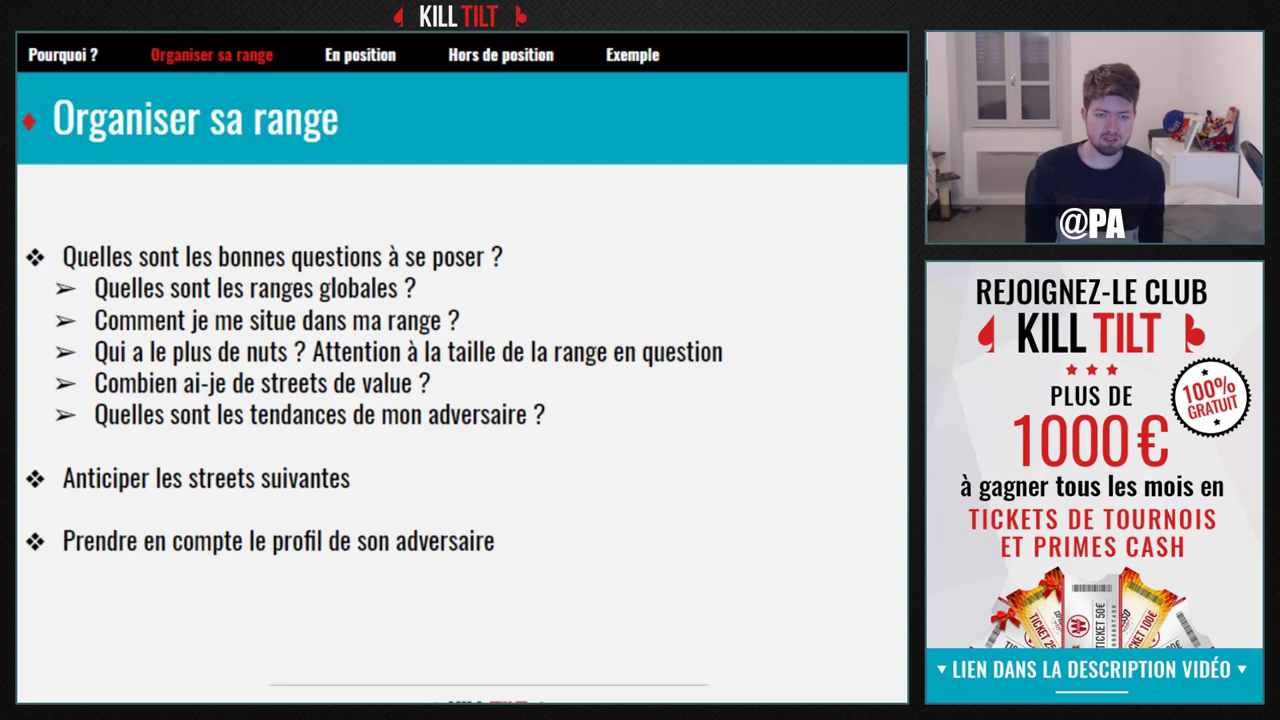 KILL TILT
Pourquoi ?
Organiser sa range
En position
Hors de position
Exemple
Organiser sa range
Quelles sont les bonnes questions à se poser ?
Quelles sont les ranges globales ?
Comment je me situe dans ma range ?
Qui a le plus de nuts ? Attention à la taille de la range en question
Combien ai-je de streets de value ?
Quelles sont les tendances de mon adversaire ?
Anticiper les streets suivantes
Prendre en compte le profil de son adversaire
@PA
REJOIGNEZ-LE CLUB
KILL TILT
PLUS DE
100%
GRATUIT
1000€
à gagner tous les mois en
TICKETS DE TOURNOIS
ET PRIMES CASH
TICKET 50€
TICKET 100€
LIEN DANS LA DESCRIPTION VIDÉO